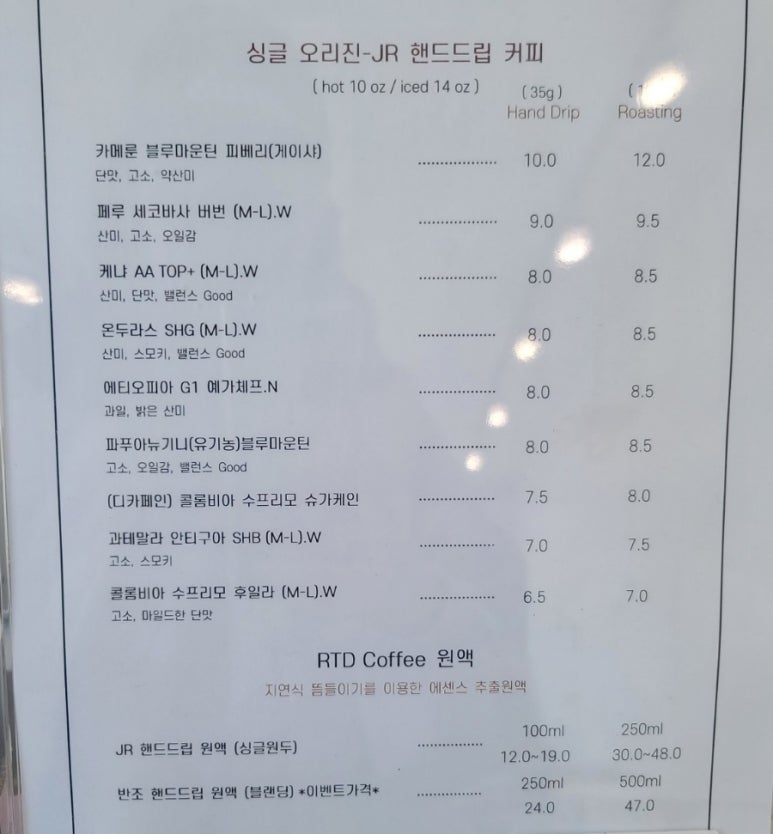 싱글 오리진-JR 핸드드립 커피
( hot 10 oz / iced 14 oz )
( 35g )
Hand Drip Roasting
카메룬 블루마운틴 피베리(게이샤) .................. 10.0 12.0
단맛, 고소, 약산미
페루 세코바사 버번 (M-L).W .................. 9.0 9.5
산미, 고소, 오일감
케냐 AA TOP+ (M-L).W .................. 8.0 8.5
산미, 단맛, 밸런스 Good
온두라스 SHG (M-L).W .................. 8.0 8.5
산미, 스모키, 밸런스 Good
에티오피아 G1 예가체프.N .................. 8.0 8.5
과일, 밝은 산미
파푸아뉴기니(유기농)블루마운틴 .................. 8.0 8.5
고소, 오일감, 밸런스 Good
(디카페인) 콜롬비아 수프리모 슈가케인 .................. 7.5 8.0
과테말라 안티구아 SHB (M-L).W .................. 7.0 7.5
고소, 스모키
콜롬비아 수프리모 후일라 (M-L).W .................. 6.5 7.0
고소, 마일드한 단맛
RTD Coffee 원액
지연식 뜸들이기를 이용한 에센스 추출원액
100ml 250ml
JR 핸드드립 원액 (싱글원두) ............... 12.0~19.0 30.0~48.0
250ml 500ml
반조 핸드드립 원액 (블랜딩) *이벤트가격* ............... 24.0 47.0